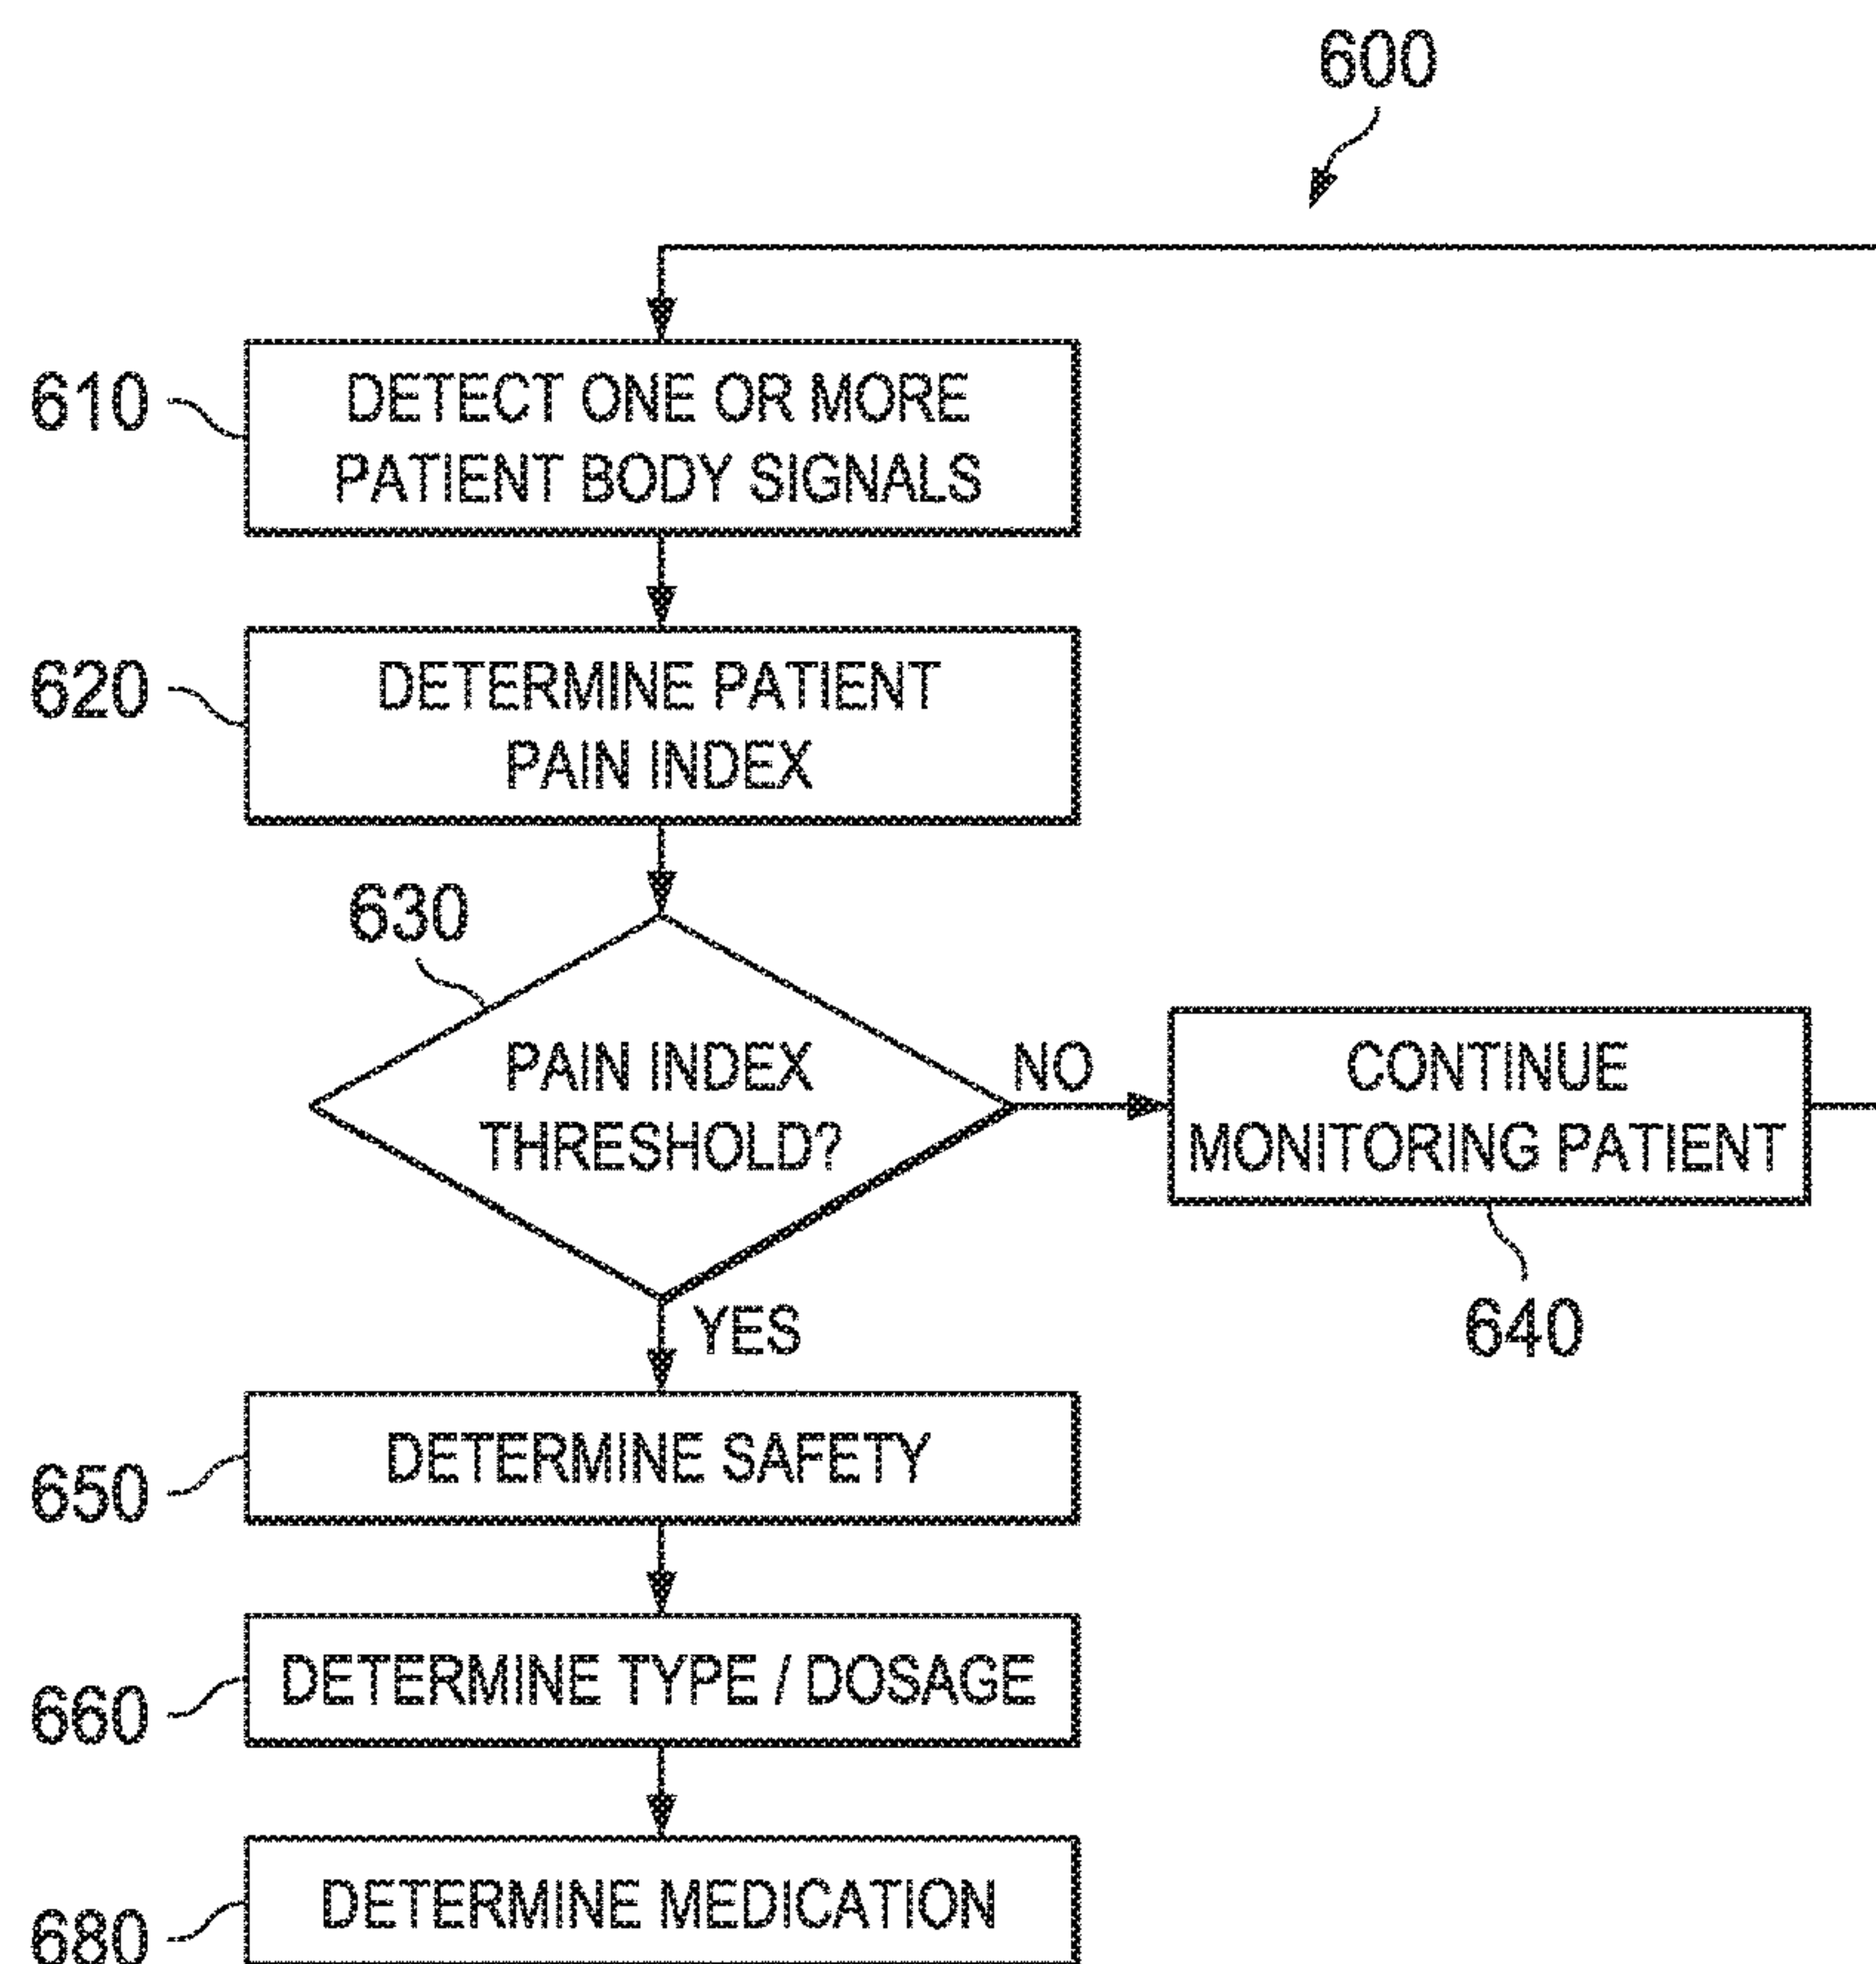 600
610
DETECT ONE OR MORE
PATIENT BODY SIGNALS
620
DETERMINE PATIENT
PAIN INDEX
630
PAIN INDEX
THRESHOLD?
NO
CONTINUE
MONITORING PATIENT
640
YES
650
DETERMINE SAFETY
660
DETERMINE TYPE / DOSAGE
680
DETERMINE MEDICATION